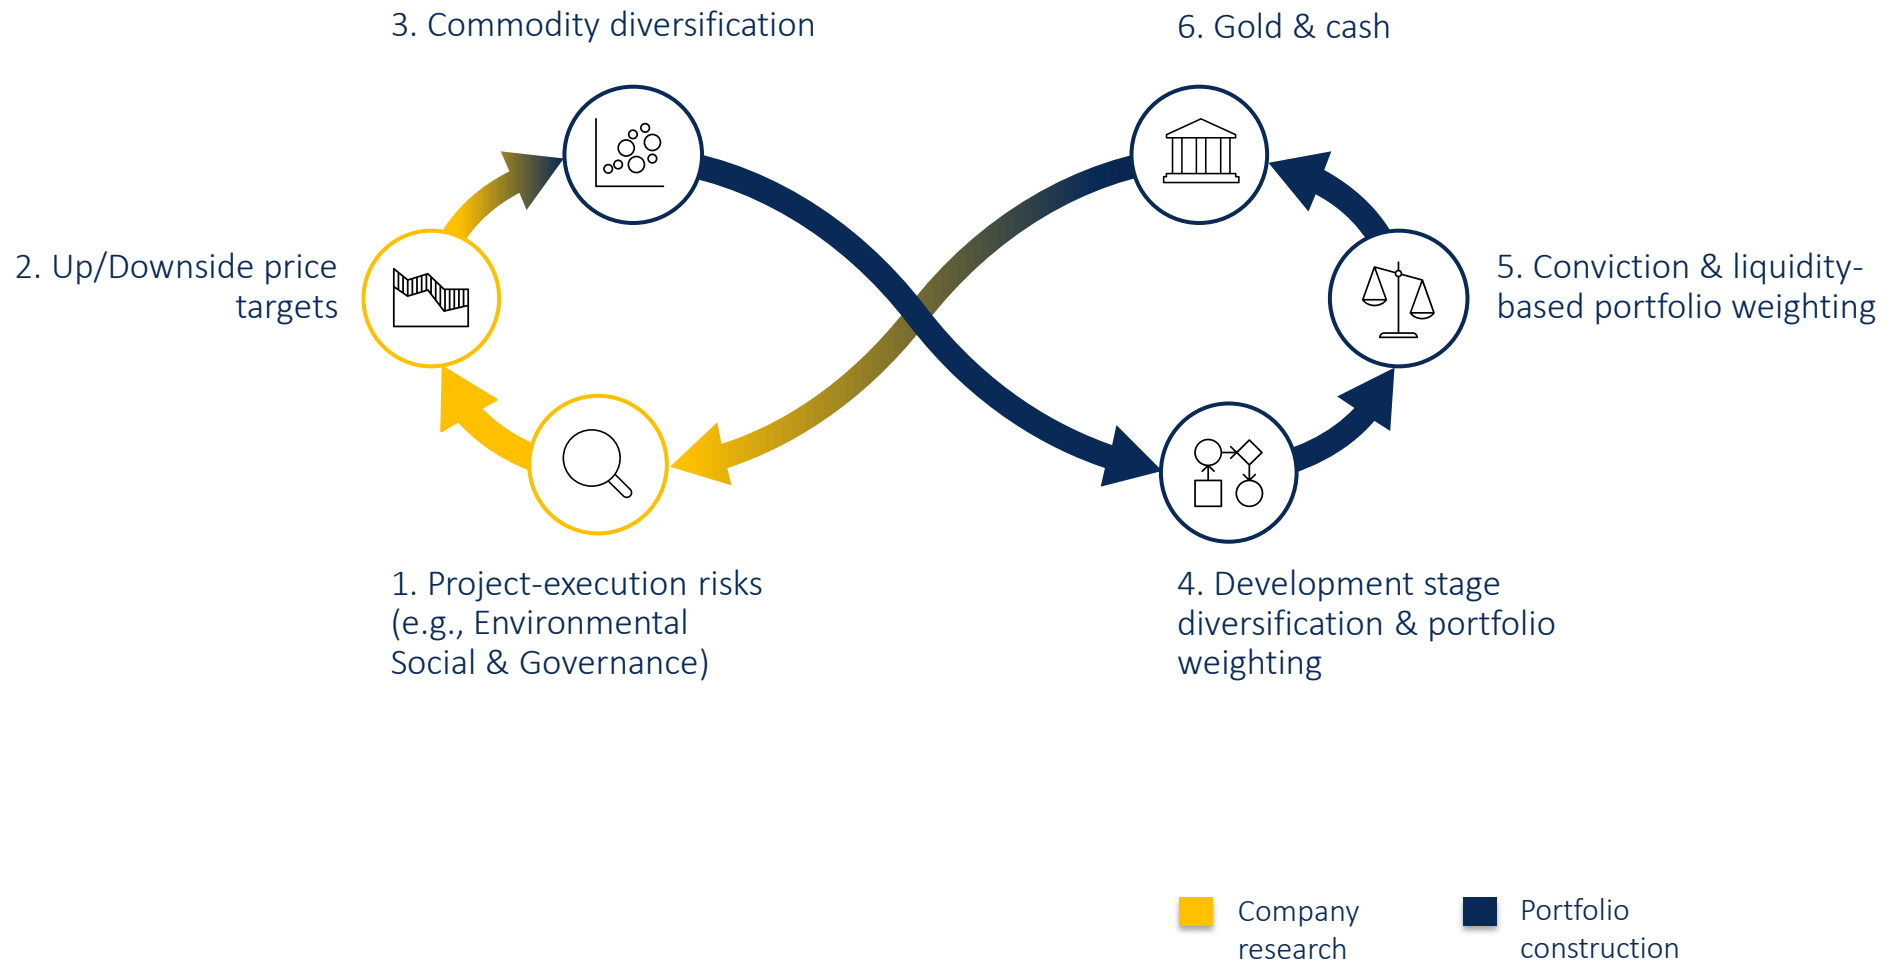 3. Commodity diversification
6. Gold & cash
2. Up/Downside price
targets
5. Conviction & liquidity-
based portfolio weighting
1. Project-execution risks
(e.g., Environmental
Social & Governance)
4. Development stage
diversification & portfolio
weighting
Company
research
Portfolio
construction